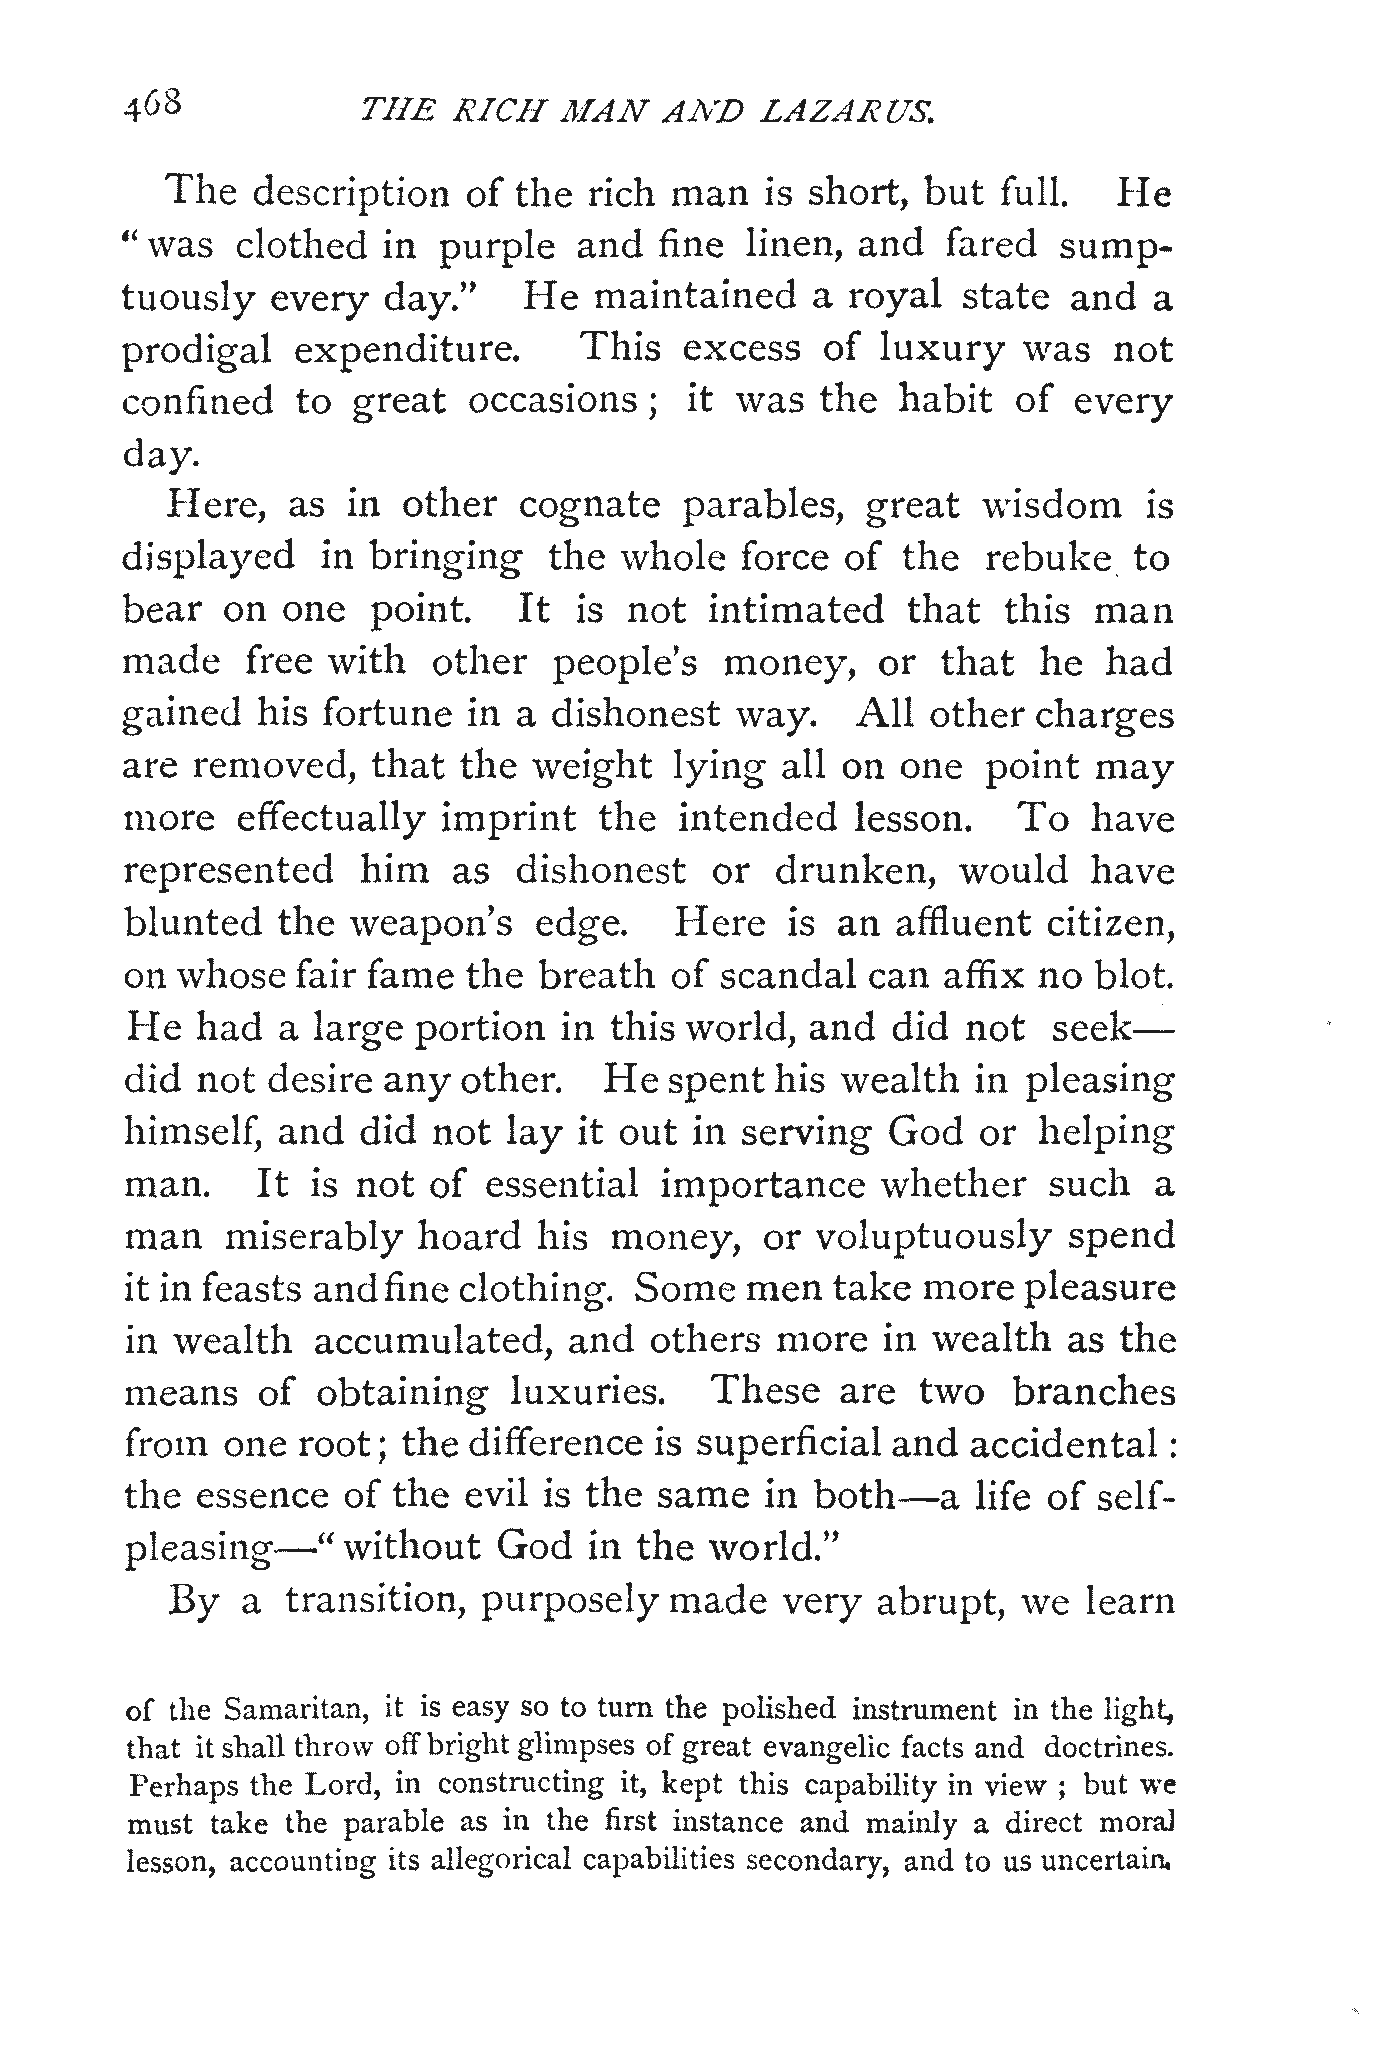 468 THE RICH MAN AND LAZARUS.
The description of the rich man is short, but full. He
“ was clothed in purple and fine linen, and fared sump-
tuously every day.” He maintained a royal state and a
prodigal expenditure. This excess of luxury was not
confined to great occasions ; it was the habit of every
day.
Here, as in other cognate parables, great wisdom is
displayed in bringing the whole force of the rebuke to
bear on one point. It is not intimated that this man
made free with other people’s money, or that he had
gained his fortune in a dishonest way. All other charges
are removed, that the weight lying all on one point may
more effectually imprint the intended lesson. To have
represented him as dishonest or drunken, would have
blunted the weapon’s edge. Here is an affluent citizen,
on whose fair fame the breath of scandal can affix no blot.
He had a large portion in this world, and did not seek—
did not desire any other. He spent his wealth in pleasing
himself, and did not lay it out in serving God or helping
man. It is not of essential importance whether such a
man miserably hoard his money, or voluptuously spend
it in feasts and fine clothing. Some men take more pleasure
in wealth accumulated, and others more in wealth as the
means of obtaining luxuries. These are two branches
from one root ; the difference is superficial and accidental :
the essence of the evil is the same in both—a life of self-
pleasing—“ without God in the world.”
By a transition, purposely made very abrupt, we learn
of the Samaritan, it is easy so to turn the polished instrument in the light,
that it shall throw off bright glimpses of great evangelic facts and doctrines.
Perhaps the Lord, in constructing it, kept this capability in view ; but we
must take the parable as in the first instance and mainly a direct moral
lesson, accounting its allegorical capabilities secondary, and to us uncertain.